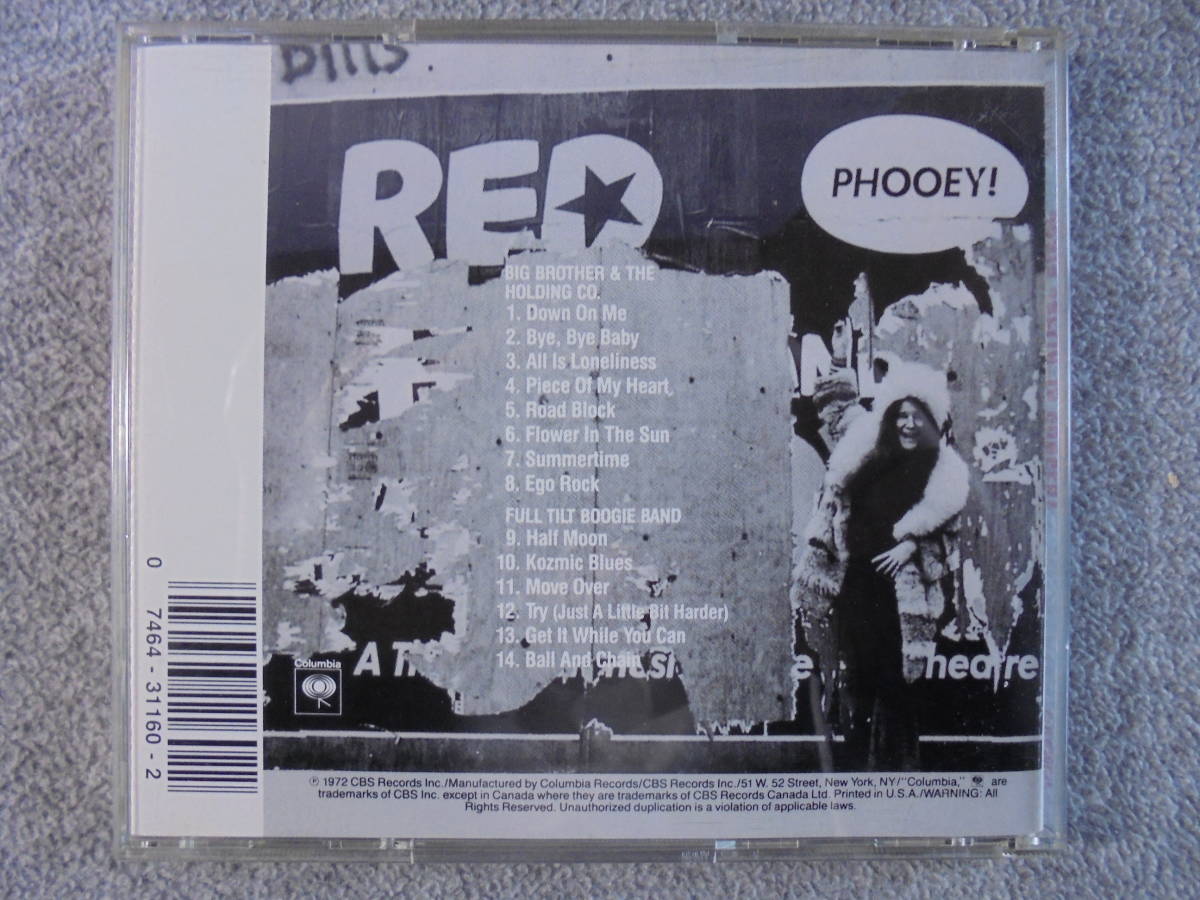 RED
PHOOEY!
BIG BROTHER & THE
HOLDING CO.
1. Down On Me
2. Bye, Bye Baby
3. All Is Loneliness
4. Piece Of My Heart
5. Road Block
6. Flower In The Sun
7. Summertime
8. Ego Rock
FULL TILT BOOGIE BAND
9. Half Moon
10. Kozmic Blues
11. Move Over
12. Try (Just A Little Bit Harder)
13. Get It While You Can
14. Ball And Chain
Columbia
0 7464-31160-2
℗ 1972 CBS Records Inc./Manufactured by Columbia Records/CBS Records Inc./51 W. 52 Street, New York, NY/"Columbia," are
trademarks of CBS Inc. except in Canada where they are trademarks of CBS Records Canada Ltd. Printed in U.S.A./WARNING: All
Rights Reserved. Unauthorized duplication is a violation of applicable laws.